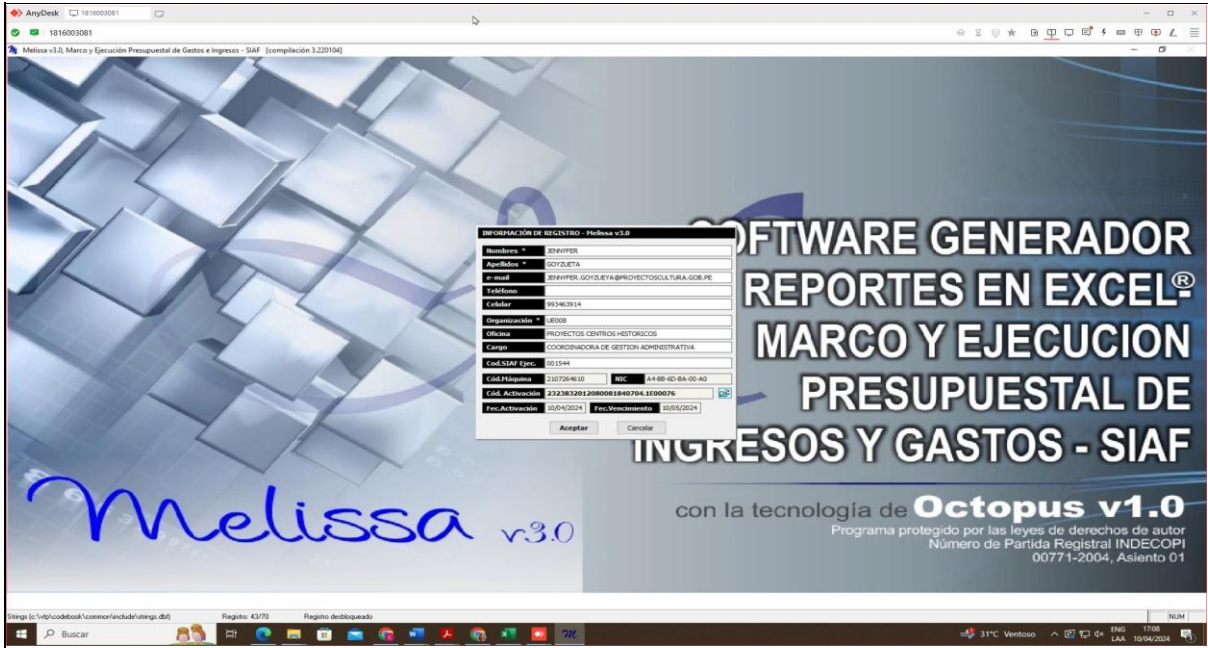 AnyDesk 1816003081
1816003081
Melissa v3.0, Marco y Ejecución Presupuestal de Gastos e Ingresos - SIAF [compilación 3.220104]
SOFTWARE GENERADOR
REPORTES EN EXCEL®
MARCO Y EJECUCION
PRESUPUESTAL DE
INGRESOS Y GASTOS - SIAF
INFORMACIÓN DE REGISTRO - Melissa v3.0
Nombres * JENNYFER
Apellidos * GOYZUETA
e-mail JENNYFER.GOYZUEYA@PROYECTOSCULTURA.GOB.PE
Teléfono
Celular 993463914
Organización * UE008
Oficina PROYECTOS CENTROS HISTORICOS
Cargo COORDINADORA DE GESTION ADMINISTRATIVA
Cod.SIAF Ejec. 001544
Cód.Máquina 2107264610 NIC A4-BB-6D-BA-00-A0
Cód. Activación 2323832012080081840704.1E00076
Fec.Activación 10/04/2024 Fec.Vencimiento 10/05/2024
Aceptar Cancelar
Melissa v3.0
con la tecnología de Octopus v1.0
Programa protegido por las leyes de derechos de autor
Número de Partida Registral INDECOPI
00771-2004, Asiento 01
Strings (c:\vfp\codebook\common\include\strings.dbf) Registro: 43/70 Registro desbloqueado NUM
Buscar 31°C Ventoso ENG 17:08
LAA 10/04/2024